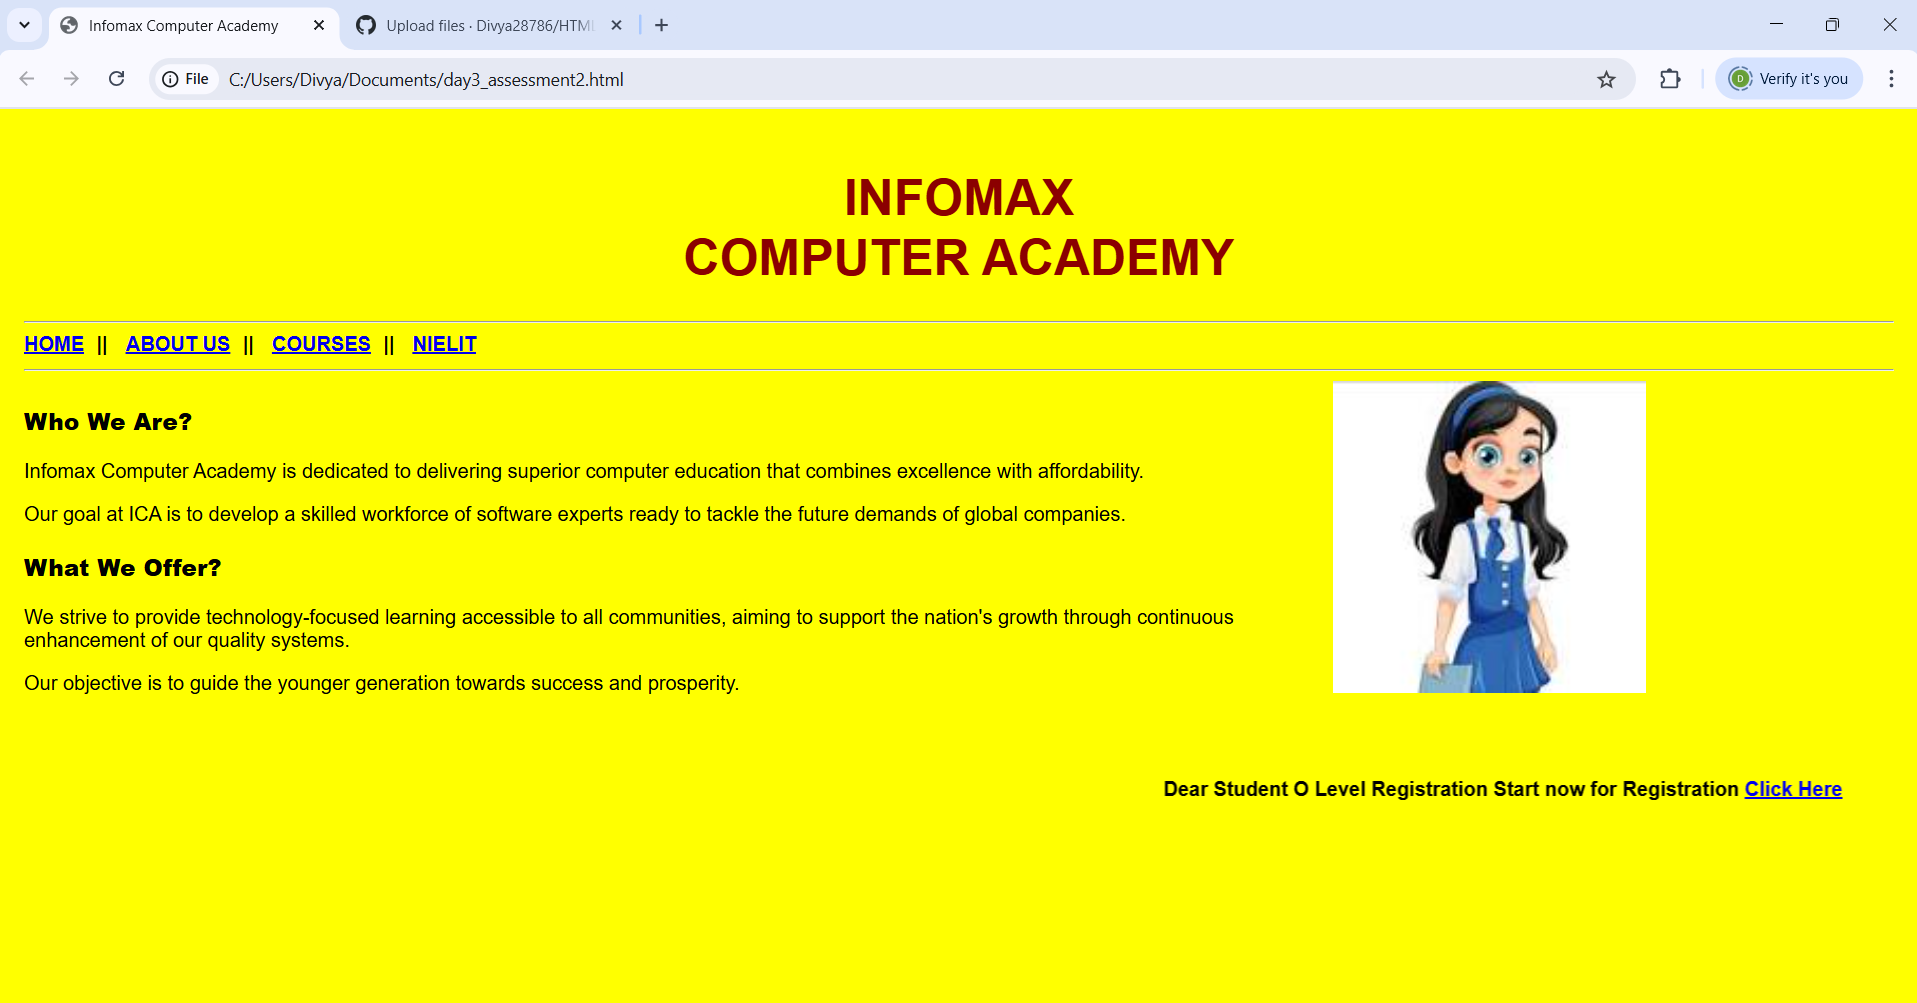 Infomax Computer Academy
Upload files · Divya28786/HTM
File
C:/Users/Divya/Documents/day3_assessment2.html
D
Verify it's you
INFOMAX
COMPUTER ACADEMY
HOME || ABOUT US || COURSES || NIELIT
Who We Are?
Infomax Computer Academy is dedicated to delivering superior computer education that combines excellence with affordability.
Our goal at ICA is to develop a skilled workforce of software experts ready to tackle the future demands of global companies.
What We Offer?
We strive to provide technology-focused learning accessible to all communities, aiming to support the nation's growth through continuous
enhancement of our quality systems.
Our objective is to guide the younger generation towards success and prosperity.
Dear Student O Level Registration Start now for Registration Click Here